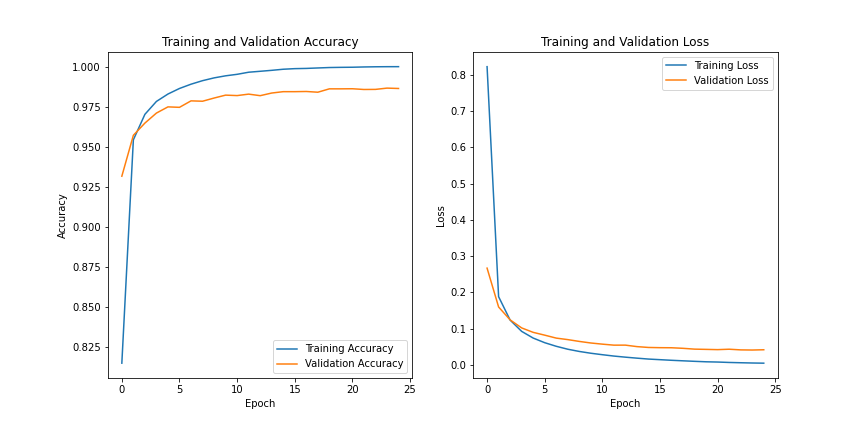 Training and Validation Accuracy
1.000
0.975
0.950
0.925
0.900
0.875
0.850
0.825
Accuracy
0 5 10 15 20 25
Epoch
Training Accuracy
Validation Accuracy
Training and Validation Loss
0.8
0.7
0.6
0.5
0.4
0.3
0.2
0.1
0.0
Loss
0 5 10 15 20 25
Epoch
Training Loss
Validation Loss